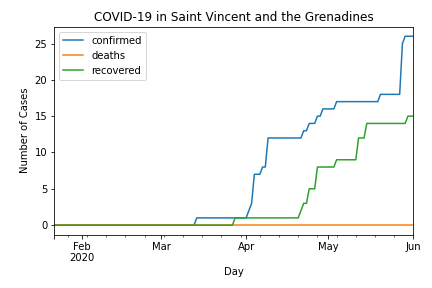 COVID-19 in Saint Vincent and the Grenadines
confirmed
deaths
recovered
Number of Cases
25
20
15
10
5
0
Feb Mar Apr May Jun
2020
Day